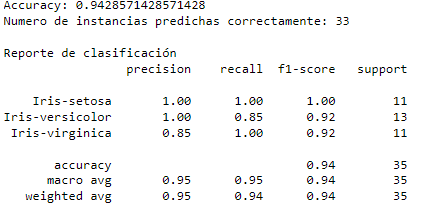 Accuracy: 0.9428571428571428
Numero de instancias predichas correctamente: 33
Reporte de clasificación
precision recall f1-score support
Iris-setosa 1.00 1.00 1.00 11
Iris-versicolor 1.00 0.85 0.92 13
Iris-virginica 0.85 1.00 0.92 11
accuracy 0.94 35
macro avg 0.95 0.95 0.94 35
weighted avg 0.95 0.94 0.94 35